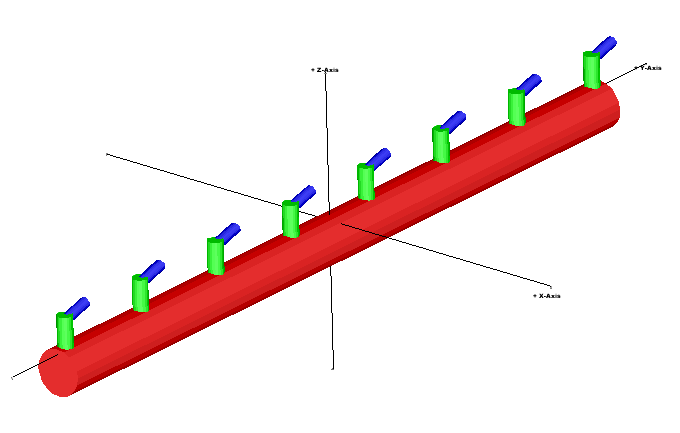 + Z-Axis
+ Y-Axis
+ X-Axis